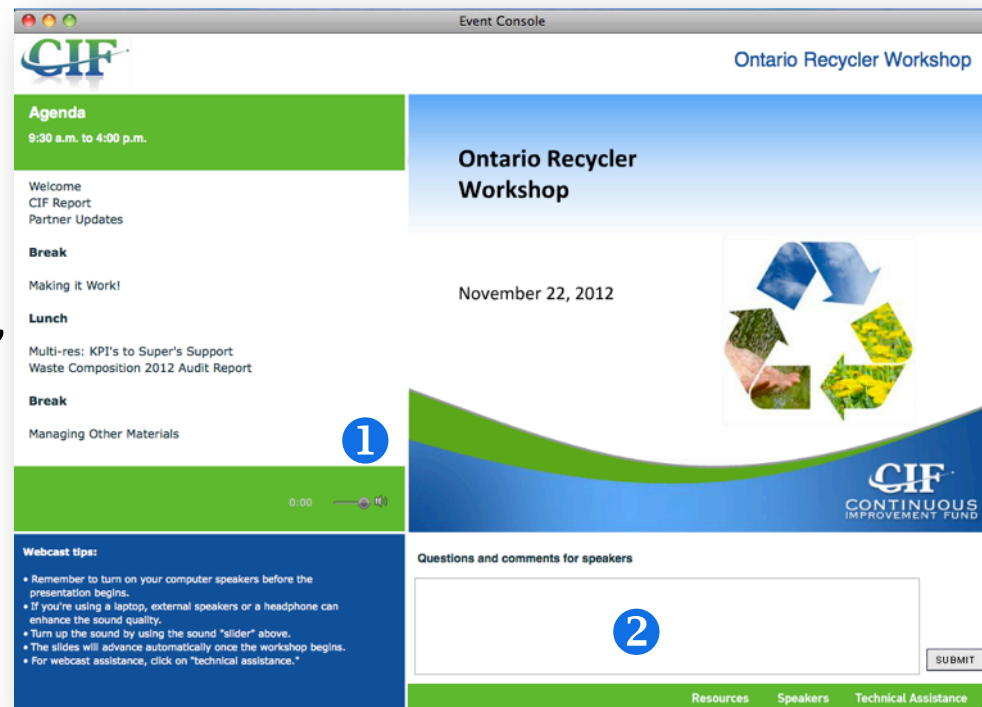 Event Console
CIF
Ontario Recycler Workshop
Agenda
9:30 a.m. to 4:00 p.m.
Welcome
CIF Report
Partner Updates
Break
Making it Work!
Lunch
Multi-res: KPI's to Super's Support
Waste Composition 2012 Audit Report
Break
Managing Other Materials
1
0:00
Ontario Recycler
Workshop
November 22, 2012
CIF
CONTINUOUS
IMPROVEMENT FUND
Webcast tips:
• Remember to turn on your computer speakers before the
presentation begins.
• If you're using a laptop, external speakers or a headphone can
enhance the sound quality.
• Turn up the sound by using the sound "slider" above.
• The slides will advance automatically once the workshop begins.
• For webcast assistance, click on "technical assistance."
Questions and comments for speakers
2
SUBMIT
Resources Speakers Technical Assistance
,